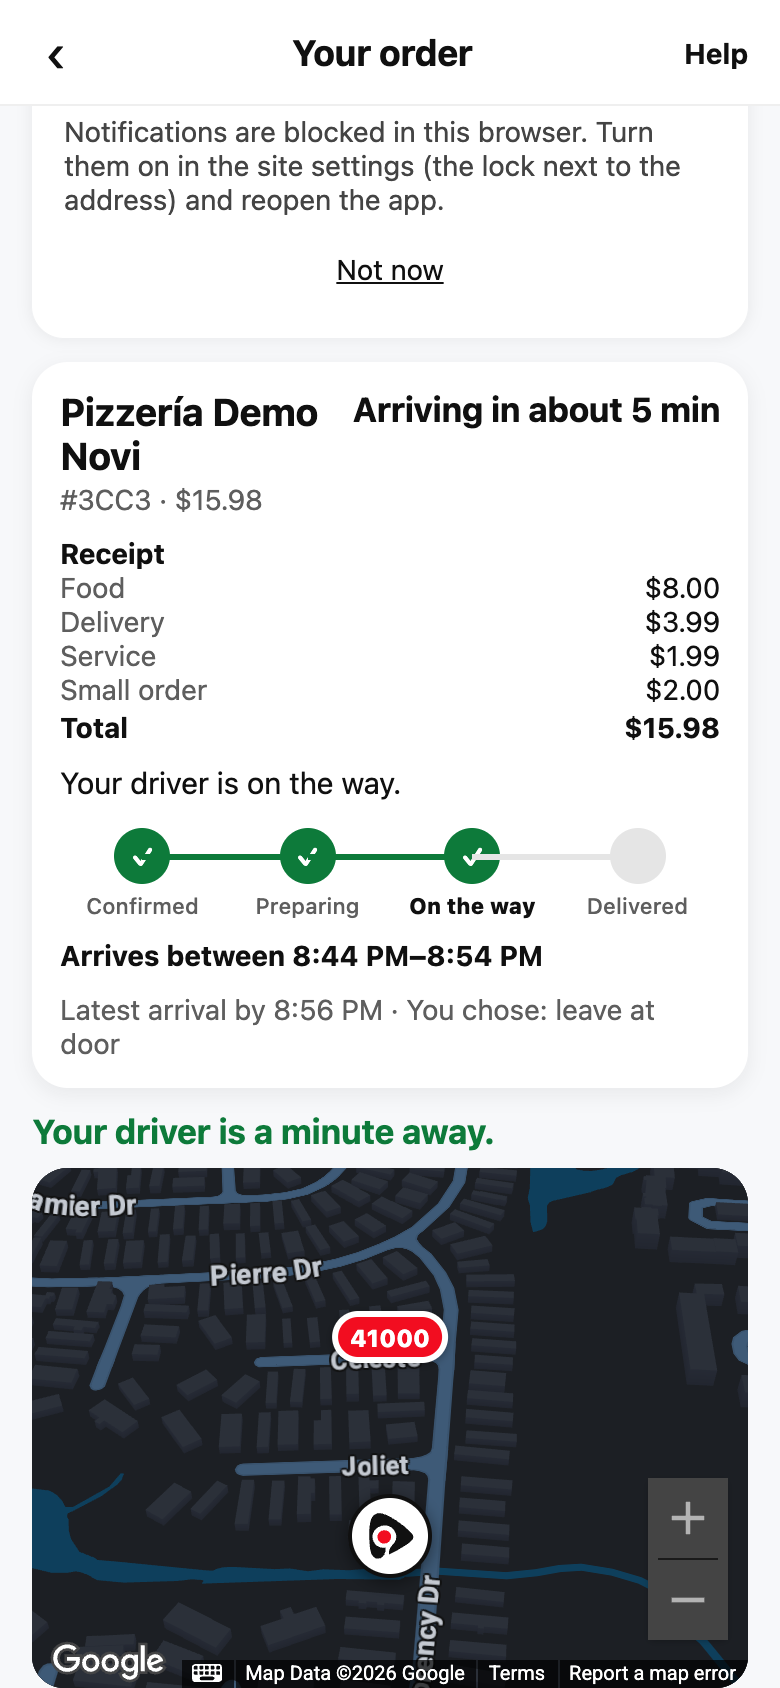 Your order
Help
Notifications are blocked in this browser. Turn
them on in the site settings (the lock next to the
address) and reopen the app.
Not now
Pizzería Demo
Novi
Arriving in about 5 min
#3CC3 · $15.98
Receipt
Food $8.00
Delivery $3.99
Service $1.99
Small order $2.00
Total $15.98
Your driver is on the way.
Confirmed Preparing On the way Delivered
Arrives between 8:44 PM–8:54 PM
Latest arrival by 8:56 PM · You chose: leave at
door
Your driver is a minute away.
Pierre Dr
41000
Joliet
Google
Map Data ©2026 Google Terms Report a map error